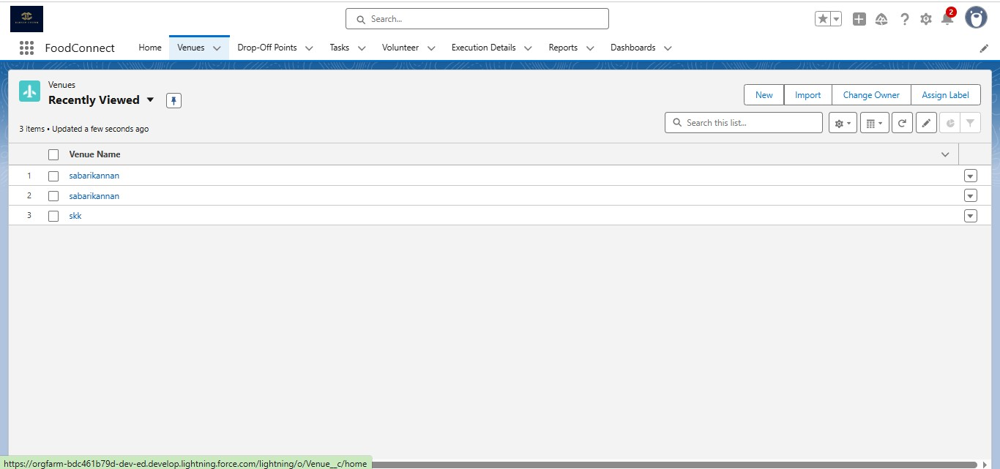 Search...
2
FoodConnect
Home Venues Drop-Off Points Tasks Volunteer Execution Details Reports Dashboards
Venues
Recently Viewed
New Import Change Owner Assign Label
3 items • Updated a few seconds ago
Search this list...
Venue Name
1 sabarikannan
2 sabarikannan
3 skk
https://orgfarm-bdc461b79d-dev-ed.develop.lightning.force.com/lightning/o/Venue__c/home